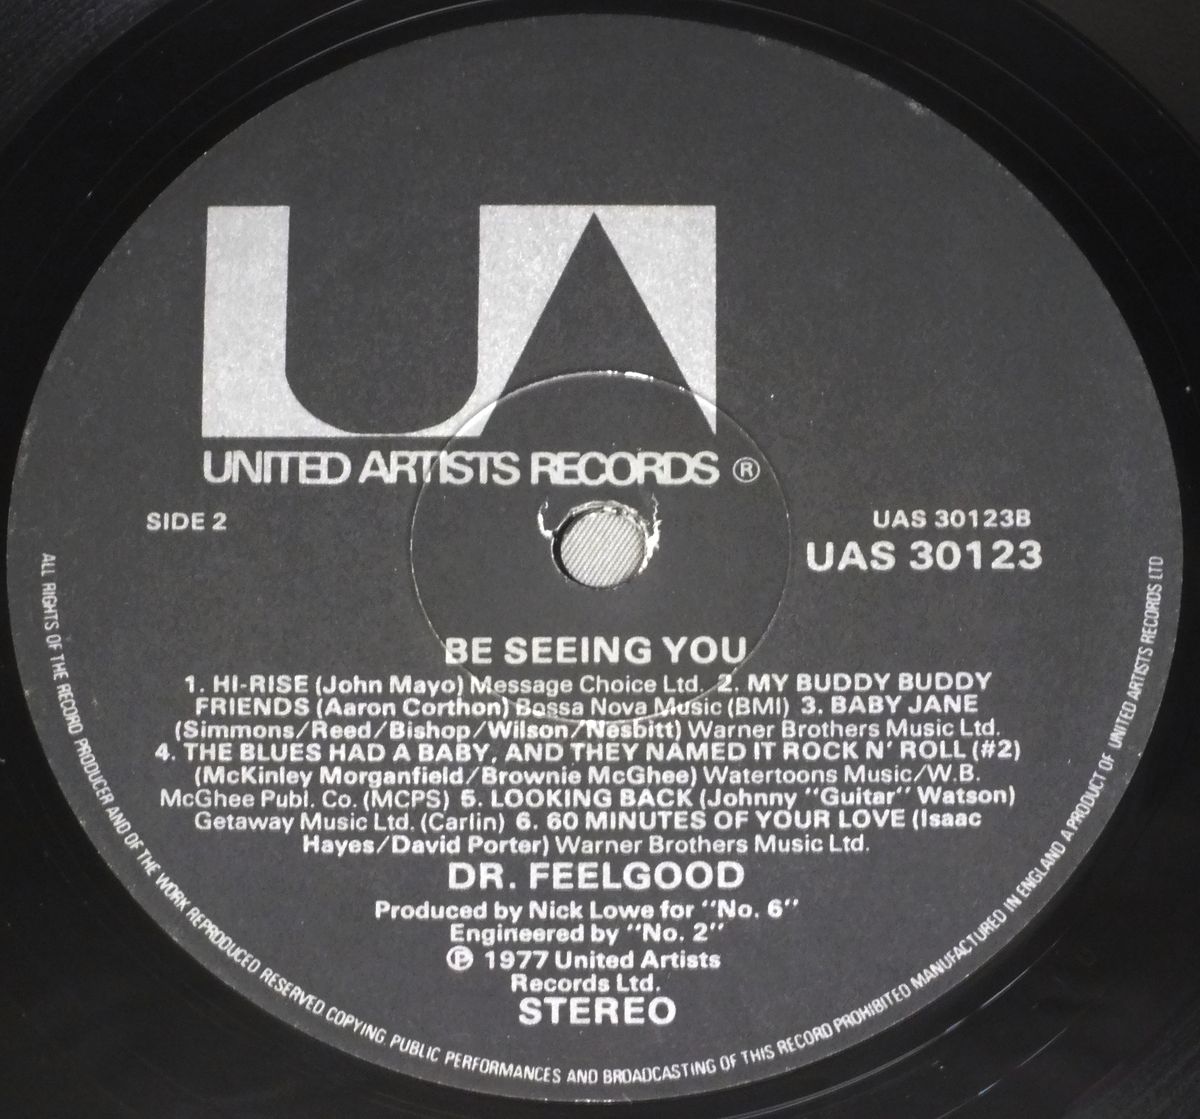 UA
UNITED ARTISTS RECORDS ®
SIDE 2
UAS 30123B
UAS 30123
BE SEEING YOU
1. HI-RISE (John Mayo) Message Choice Ltd. 2. MY BUDDY BUDDY
FRIENDS (Aaron Corthon) Bossa Nova Music (BMI) 3. BABY JANE
(Simmons/Reed/Bishop/Wilson/Nesbitt) Warner Brothers Music Ltd.
4. THE BLUES HAD A BABY, AND THEY NAMED IT ROCK N' ROLL (#2)
(McKinley Morganfield/Brownie McGhee) Watertoons Music/W.B.
McGhee Publ. Co. (MCPS) 5. LOOKING BACK (Johnny "Guitar" Watson)
Getaway Music Ltd. (Carlin) 6. 60 MINUTES OF YOUR LOVE (Isaac
Hayes/David Porter) Warner Brothers Music Ltd.
DR. FEELGOOD
Produced by Nick Lowe for "No. 6"
Engineered by "No. 2"
℗ 1977 United Artists
Records Ltd.
STEREO
ALL RIGHTS OF THE RECORD PRODUCER AND OF THE WORK REPRODUCED RESERVED COPYING, PUBLIC PERFORMANCES AND BROADCASTING OF THIS RECORD PROHIBITED MANUFACTURED IN ENGLAND A PRODUCT OF UNITED ARTISTS RECORDS LTD